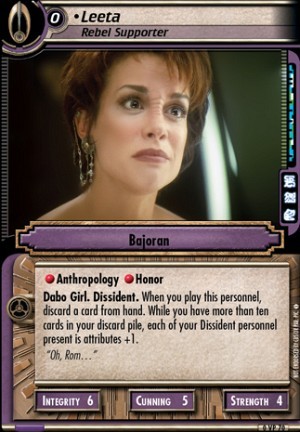 0
•Leeta
Rebel Supporter
Bajoran
•Anthropology •Honor
Dabo Girl. Dissident. When you play this personnel,
discard a card from hand. While you have more than ten
cards in your discard pile, each of your Dissident personnel
present is attributes +1.
"Oh, Rom…"
INTEGRITY 6 CUNNING 5 STRENGTH 4